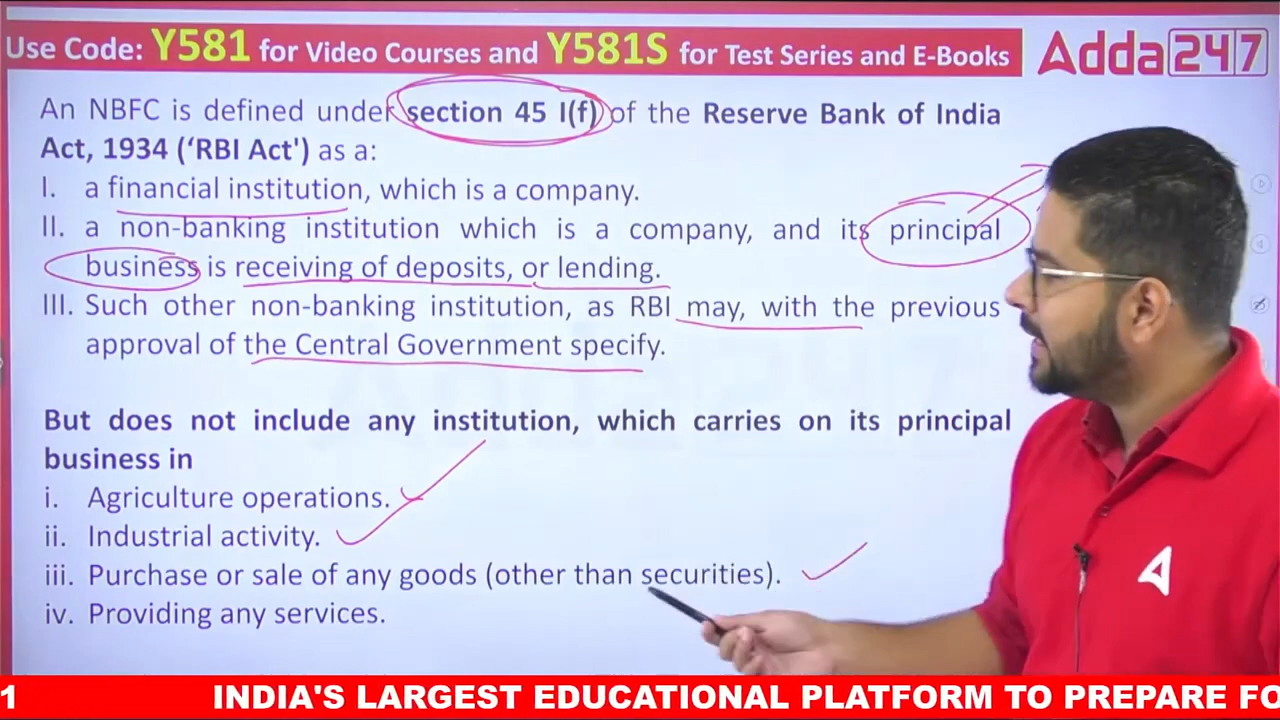 Use Code: Y581 for Video Courses and Y581S for Test Series and E-Books
Adda247
An NBFC is defined under section 45 I(f) of the Reserve Bank of India
Act, 1934 (‘RBI Act') as a:
I. a financial institution, which is a company.
II. a non-banking institution which is a company, and its principal
business is receiving of deposits, or lending.
III. Such other non-banking institution, as RBI may, with the previous
approval of the Central Government specify.
But does not include any institution, which carries on its principal
business in
i. Agriculture operations.
ii. Industrial activity.
iii. Purchase or sale of any goods (other than securities).
iv. Providing any services.
1 INDIA'S LARGEST EDUCATIONAL PLATFORM TO PREPARE FO